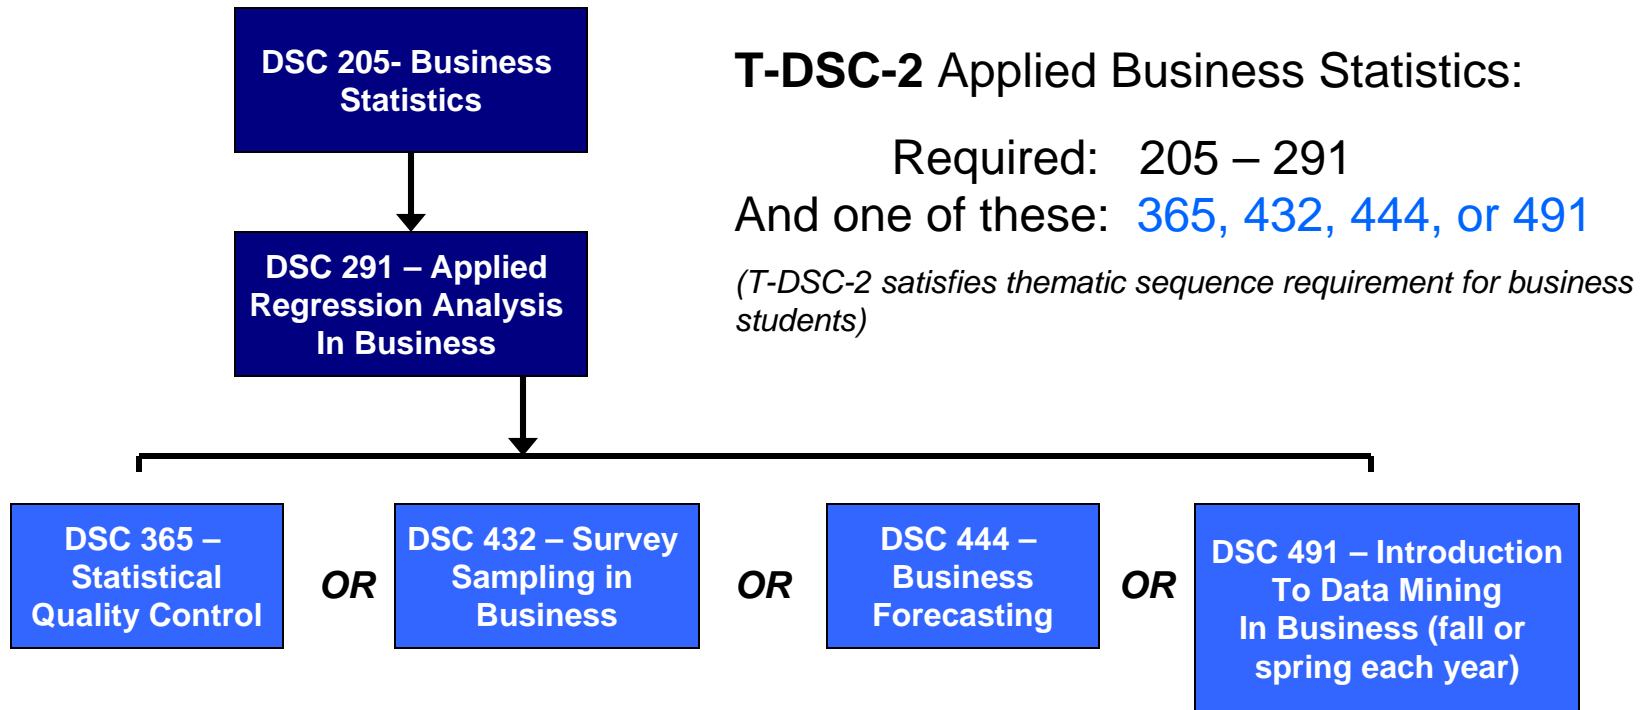 DSC 205- Business
Statistics
T-DSC-2 Applied Business Statistics:
Required: 205 – 291
And one of these: 365, 432, 444, or 491
(T-DSC-2 satisfies thematic sequence requirement for business
students)
DSC 291 – Applied
Regression Analysis
In Business
DSC 365 –
Statistical
Quality Control
OR
DSC 432 – Survey
Sampling in
Business
OR
DSC 444 –
Business
Forecasting
OR
DSC 491 – Introduction
To Data Mining
In Business (fall or
spring each year)